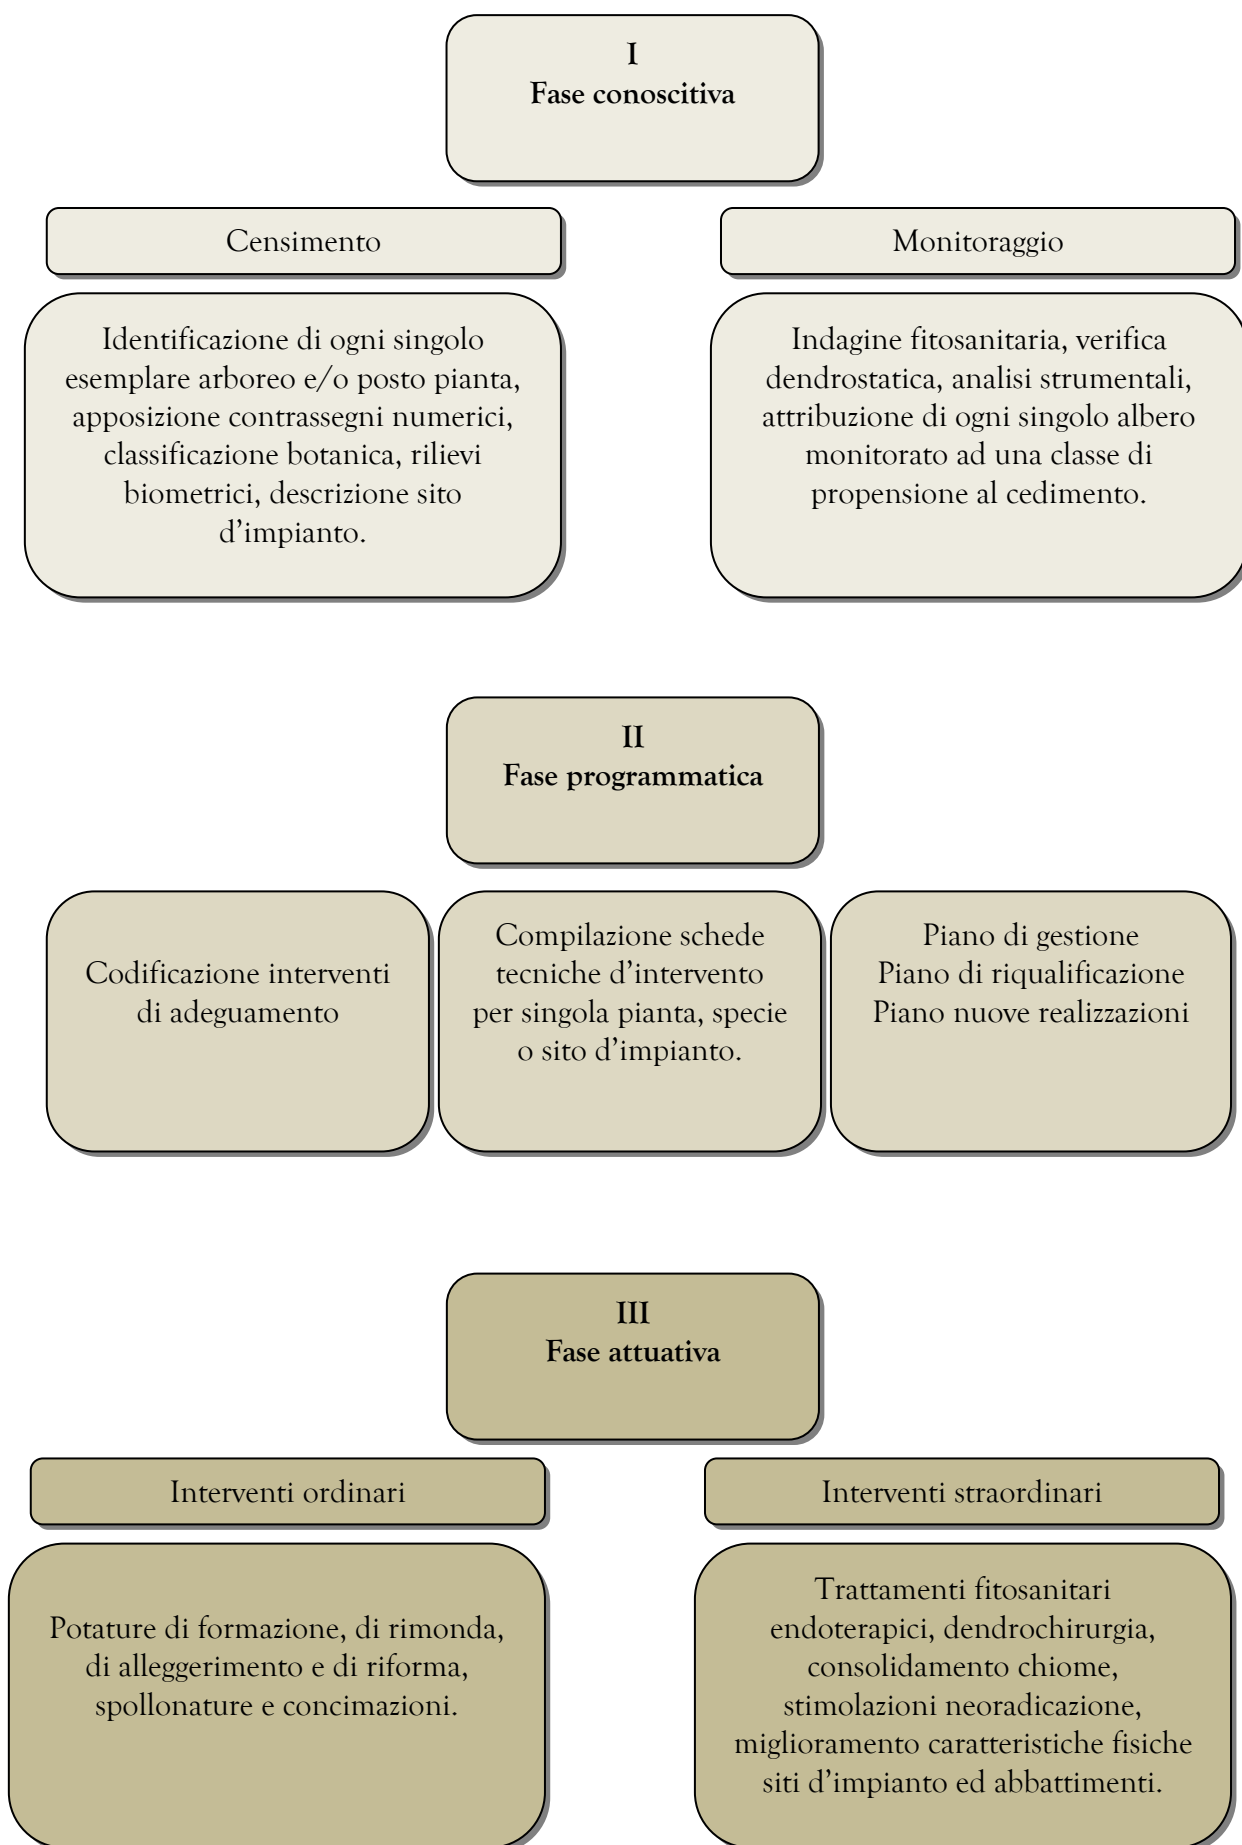 I
Fase conoscitiva
Censimento
Identificazione di ogni singolo
esemplare arboreo e/o posto pianta,
apposizione contrassegni numerici,
classificazione botanica, rilievi
biometrici, descrizione sito
d’impianto.
Monitoraggio
Indagine fitosanitaria, verifica
dendrostatica, analisi strumentali,
attribuzione di ogni singolo albero
monitorato ad una classe di
propensione al cedimento.
II
Fase programmatica
Codificazione interventi
di adeguamento
Compilazione schede
tecniche d’intervento
per singola pianta, specie
o sito d’impianto.
Piano di gestione
Piano di riqualificazione
Piano nuove realizzazioni
III
Fase attuativa
Interventi ordinari
Potature di formazione, di rimonda,
di alleggerimento e di riforma,
spollonature e concimazioni.
Interventi straordinari
Trattamenti fitosanitari
endoterapici, dendrochirurgia,
consolidamento chiome,
stimolazioni neoradicazione,
miglioramento caratteristiche fisiche
siti d’impianto ed abbattimenti.